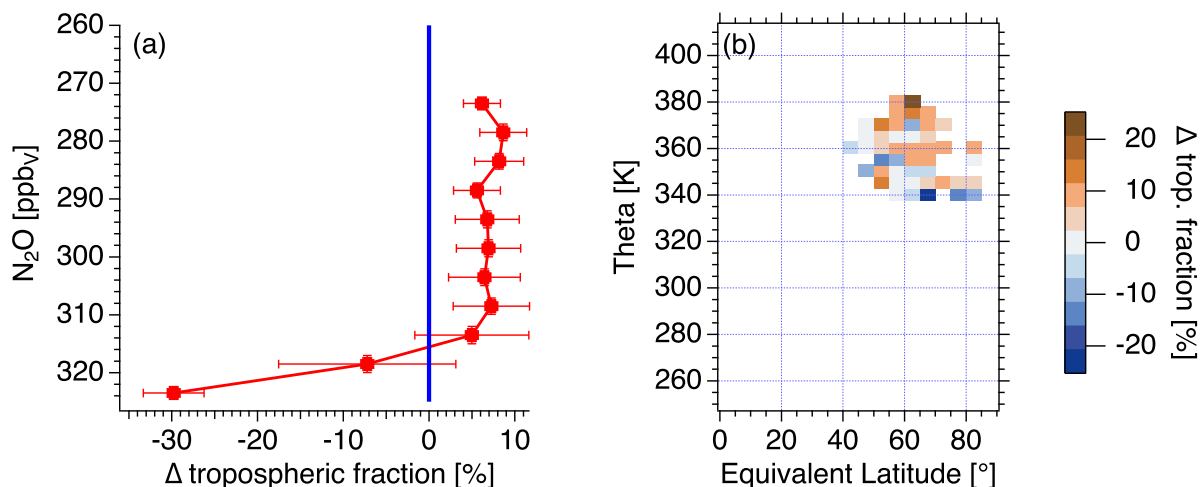 (a)
260
270
280
290
300
310
320
N₂O [ppbv]
-30 -20 -10 0 10
Δ tropospheric fraction [%]
(b)
400
380
360
340
320
300
280
260
Theta [K]
0 20 40 60 80
Equivalent Latitude [°]
20
10
0
-10
-20
Δ trop. fraction [%]